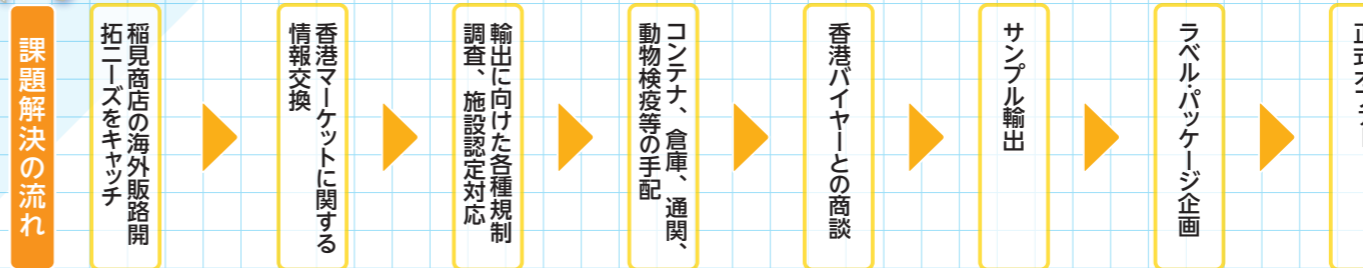 課題解決の流れ
稲見商店の海外販路開
拓ニーズをキャッチ
香港マーケットに関する
情報交換
輸出に向けた各種規制
調査、施設認定対応
コンテナ、倉庫、通関、
動物検疫等の手配
香港バイヤーとの商談
サンプル輸出
ラベル・パッケージ企画